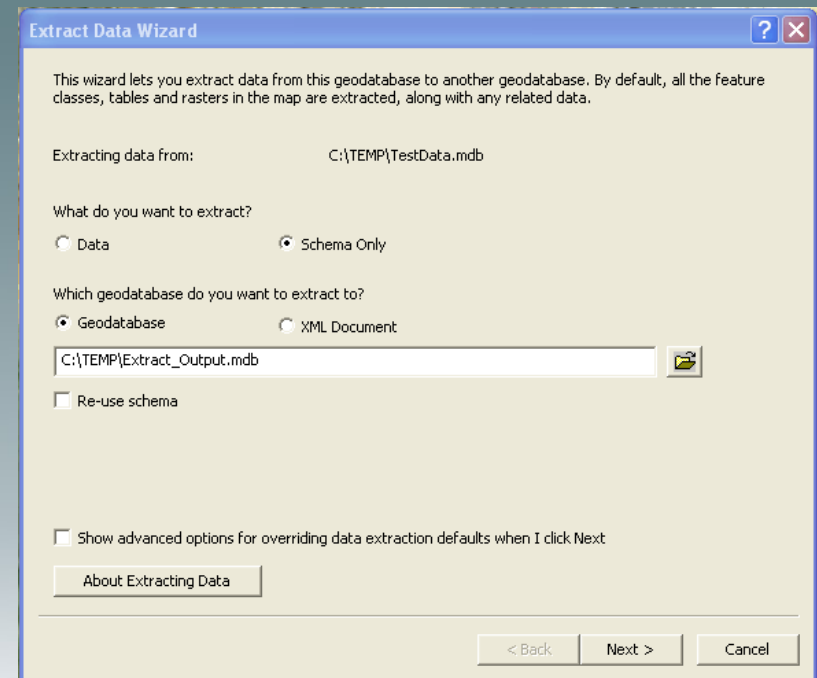 Extract Data Wizard
This wizard lets you extract data from this geodatabase to another geodatabase. By default, all the feature
classes, tables and rasters in the map are extracted, along with any related data.
Extracting data from: C:\TEMP\TestData.mdb
What do you want to extract?
Data Schema Only
Which geodatabase do you want to extract to?
Geodatabase XML Document
C:\TEMP\Extract_Output.mdb
Re-use schema
Show advanced options for overriding data extraction defaults when I click Next
About Extracting Data
< Back Next > Cancel